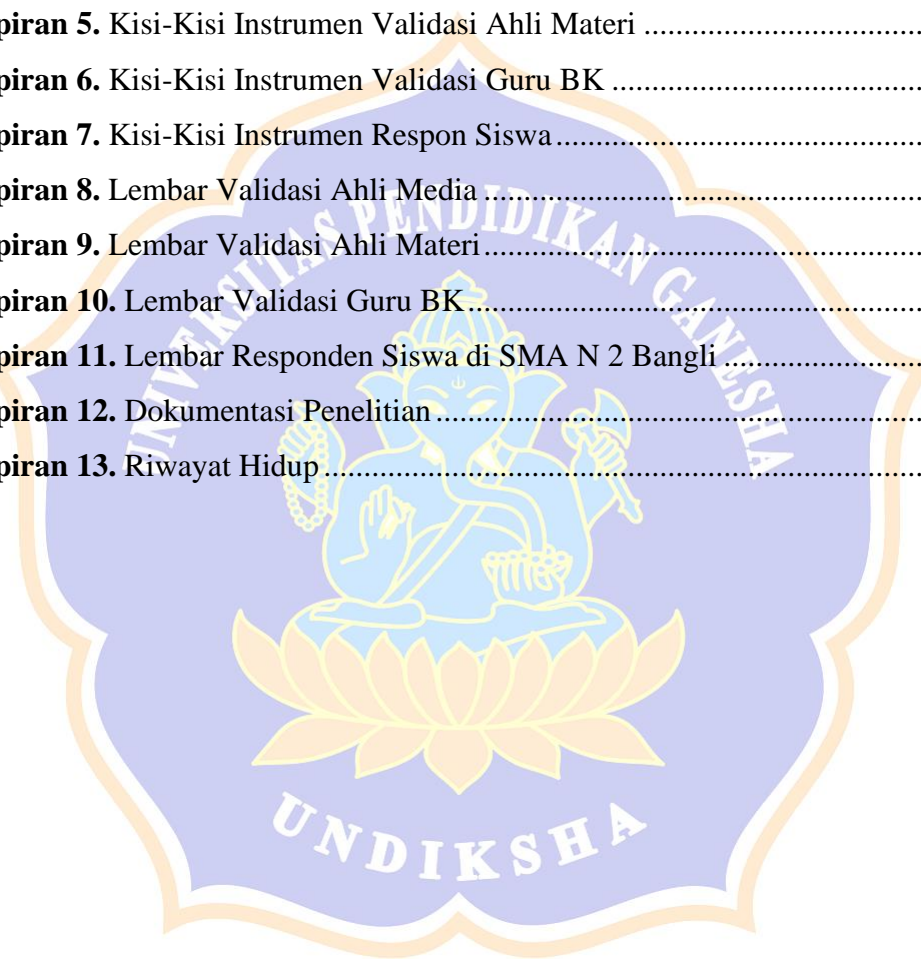 piran 5. Kisi-Kisi Instrumen Validasi Ahli Materi ...................................
piran 6. Kisi-Kisi Instrumen Validasi Guru BK .......................................
piran 7. Kisi-Kisi Instrumen Respon Siswa..............................................
piran 8. Lembar Validasi Ahli Media .......................................................
piran 9. Lembar Validasi Ahli Materi.......................................................
piran 10. Lembar Validasi Guru BK.........................................................
piran 11. Lembar Responden Siswa di SMA N 2 Bangli .........................
piran 12. Dokumentasi Penelitian.............................................................
piran 13. Riwayat Hidup...........................................................................
UNIVERSITAS PENDIDIKAN GANESHA
UNDIKSHA